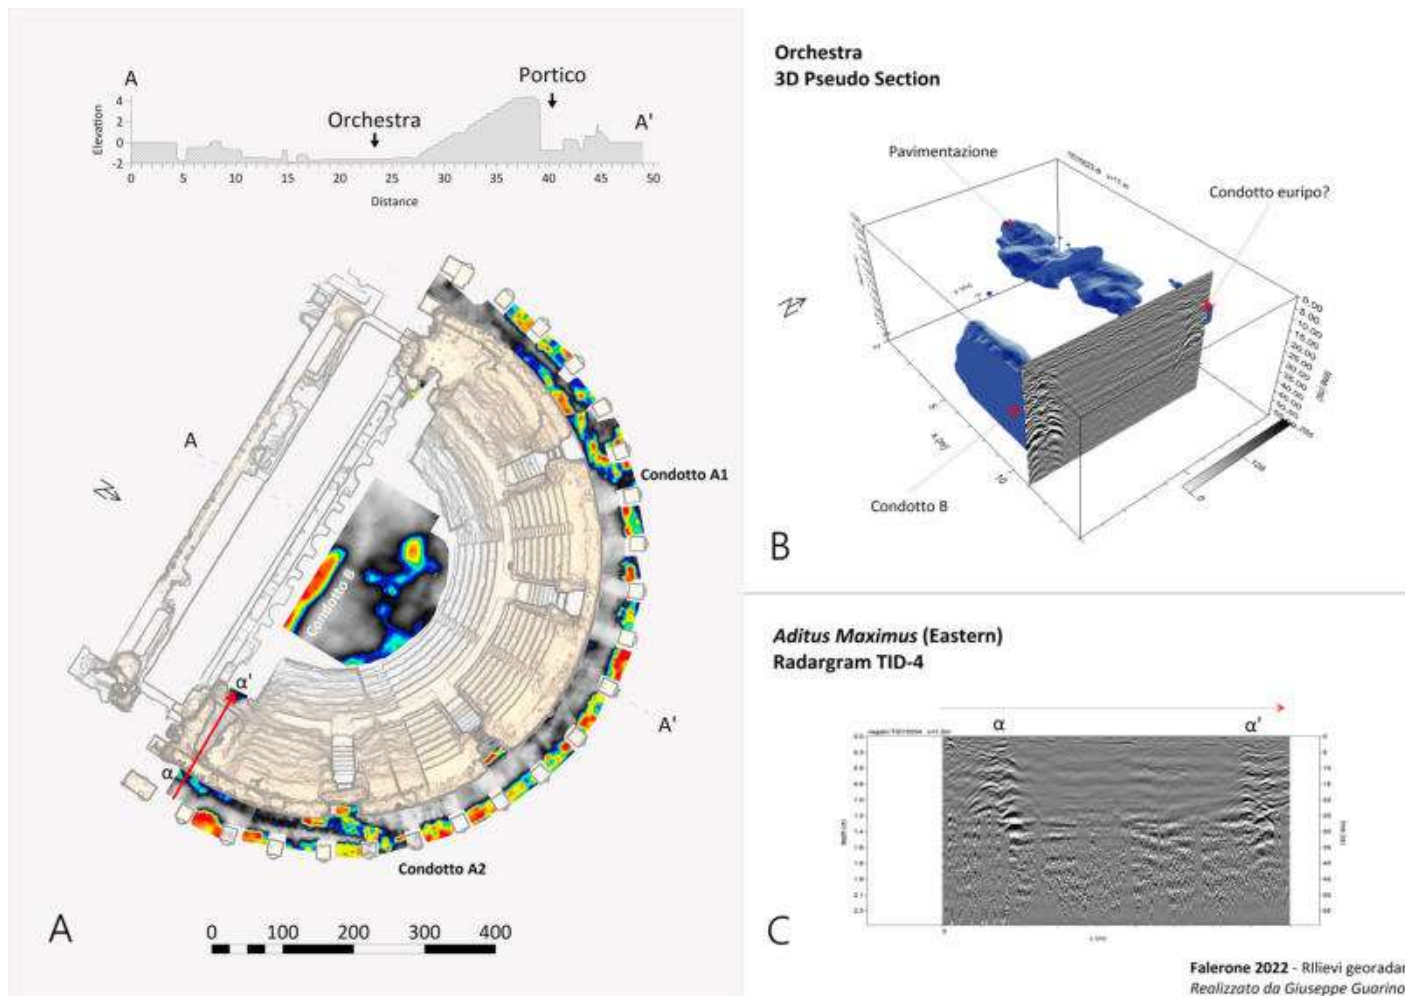 A
Portico
Orchestra
A'
Elevation
4
2
0
-2
0 5 10 15 20 25 30 35 40 45 50
Distance
A
Condotto A1
Condotto B
α'
α
A'
Condotto A2
A
0 100 200 300 400
Orchestra
3D Pseudo Section
Pavimentazione
Condotto euripo?
Condotto B
B
Aditus Maximus (Eastern)
Radargram TID-4
α α'
C
Falerone 2022 - RIlievi georadar
Realizzato da Giuseppe Guarino